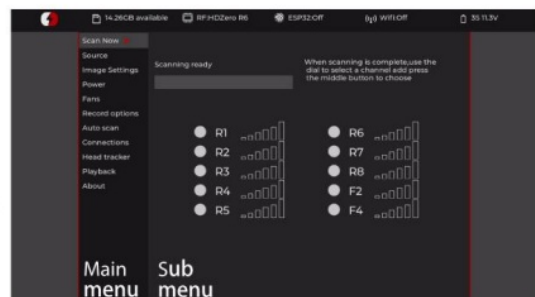 14.26GB available RF:HDZero R6 ESP32:Off WiFi:Off 3S 11.3V
Scan Now
Source
Image Settings
Power
Fans
Record options
Auto scan
Connections
Head tracker
Playback
About
Scanning ready
When scanning is complete,use the
dial to select a channel add press
the middle button to choose
R1
R2
R3
R4
R5
R6
R7
R8
F2
F4
Main
menu
Sub
menu